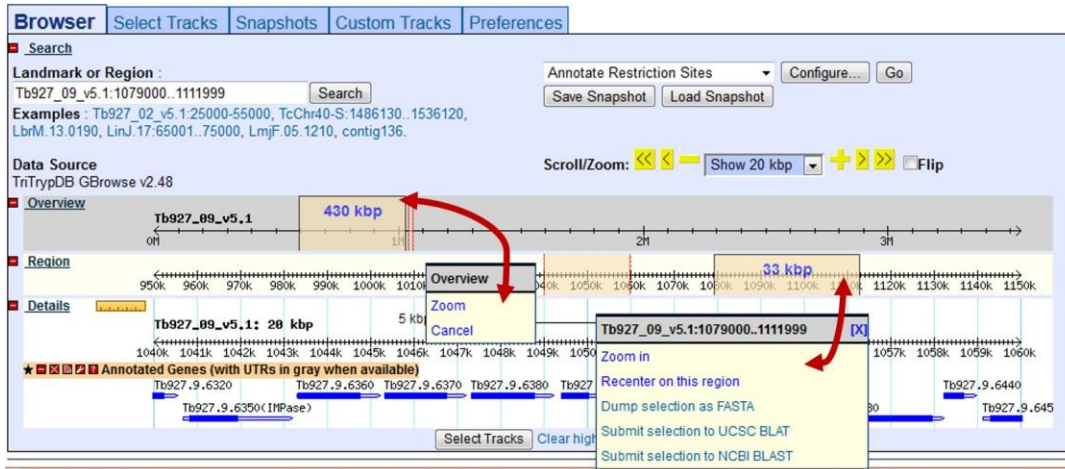 Browser Select Tracks Snapshots Custom Tracks Preferences
Search
Landmark or Region :
Tb927_09_v5.1:1079000..1111999 Search
Examples : Tb927_02_v5.1:25000-55000, TcChr40-S:1486130..1536120,
LbrM.13.0190, LinJ.17:65001..75000, LmjF.05.1210, contig136.
Annotate Restriction Sites Configure... Go
Save Snapshot Load Snapshot
Data Source
TriTrypDB GBrowse v2.48
Scroll/Zoom: << < Show 20 kbp > >> Flip
Overview
Tb927_09_v5.1 430 kbp
0M 1M 2M 3M
Region
33 kbp
950k 960k 970k 980k 990k 1000k 1010k 1050k 1060k 1070k 1080k 1090k 1100k 1110k 1120k 1130k 1140k 1150k
Overview
Zoom
Cancel
Details
Tb927_09_v5.1: 20 kbp 5 kbp
1040k 1041k 1042k 1043k 1044k 1045k 1046k 1047k 1048k 1049k 1057k 1058k 1059k 1060k
Tb927_09_v5.1:1079000..1111999 [X]
Zoom in
Recenter on this region
Dump selection as FASTA
Submit selection to UCSC BLAT
Submit selection to NCBI BLAST
Annotated Genes (with UTRs in gray when available)
Tb927.9.6320 Tb927.9.6360 Tb927.9.6370 Tb927.9.6380 Tb927 Tb927.9.6440
Tb927.9.6350(IMPase) 80 Tb927.9.645
Select Tracks Clear high